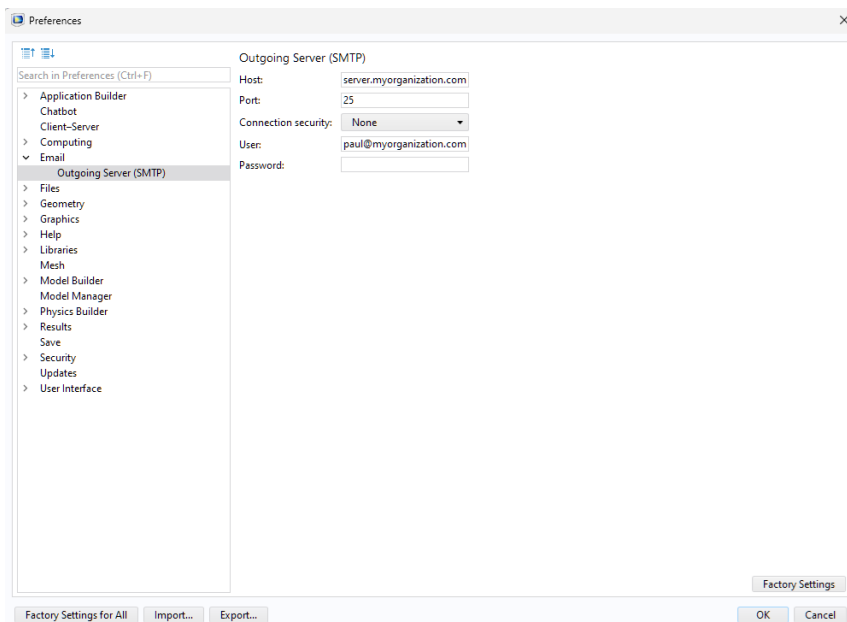 Preferences
Search in Preferences (Ctrl+F)
Application Builder
Chatbot
Client–Server
Computing
Email
Outgoing Server (SMTP)
Files
Geometry
Graphics
Help
Libraries
Mesh
Model Builder
Model Manager
Physics Builder
Results
Save
Security
Updates
User Interface
Outgoing Server (SMTP)
Host: server.myorganization.com
Port: 25
Connection security: None
User: paul@myorganization.com
Password:
Factory Settings
Factory Settings for All Import... Export... OK Cancel